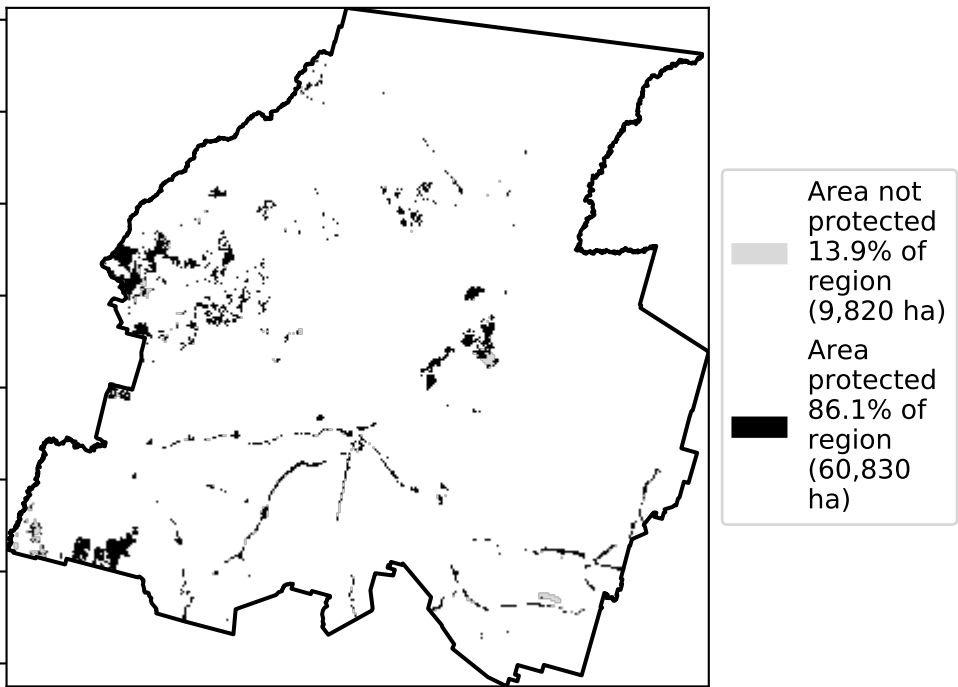 Area not
protected
13.9% of
region
(9,820 ha)
Area
protected
86.1% of
region
(60,830
ha)